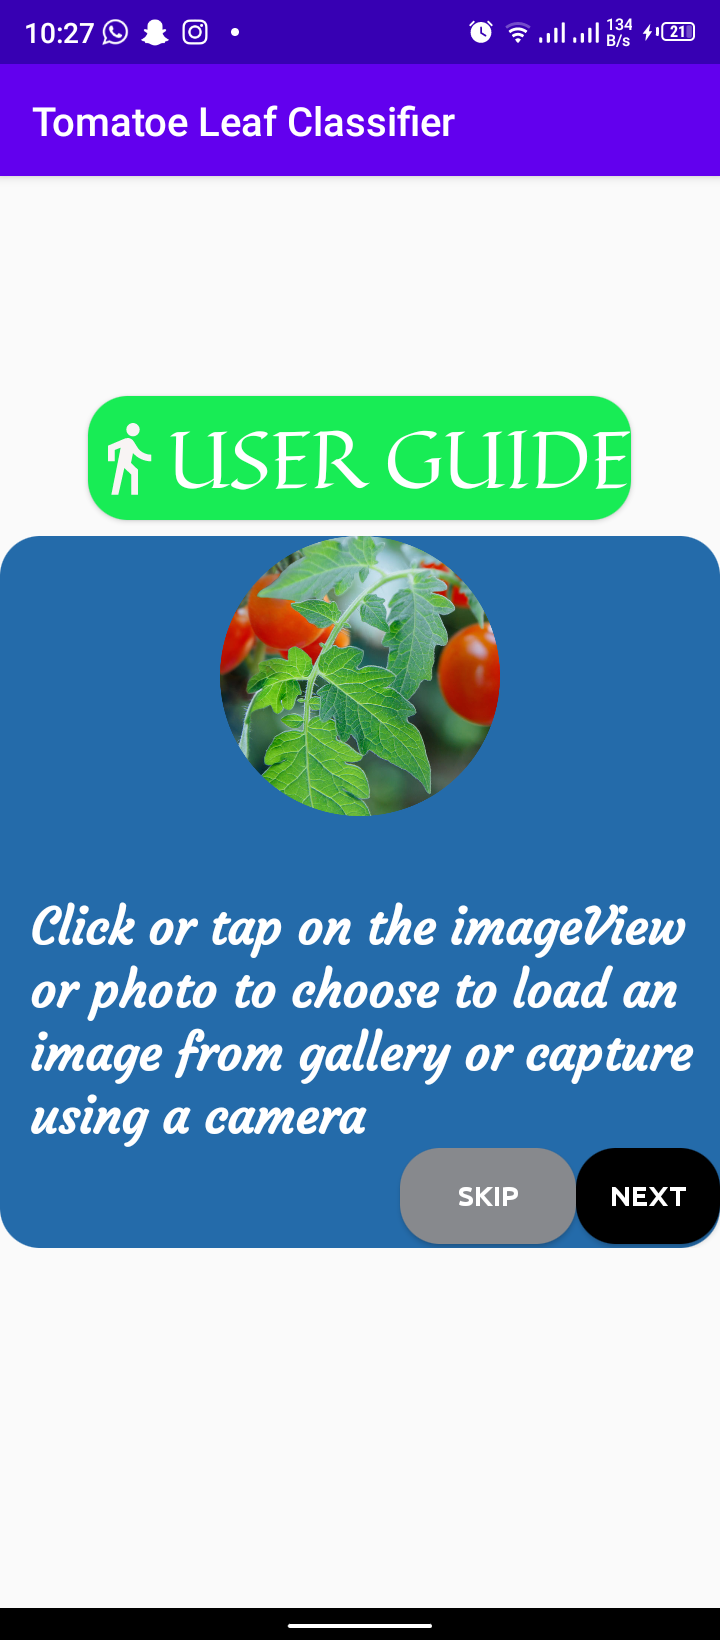 10:27 134
B/s 21
Tomatoe Leaf Classifier
USER GUIDE
Click or tap on the imageView
or photo to choose to load an
image from gallery or capture
using a camera
SKIP NEXT